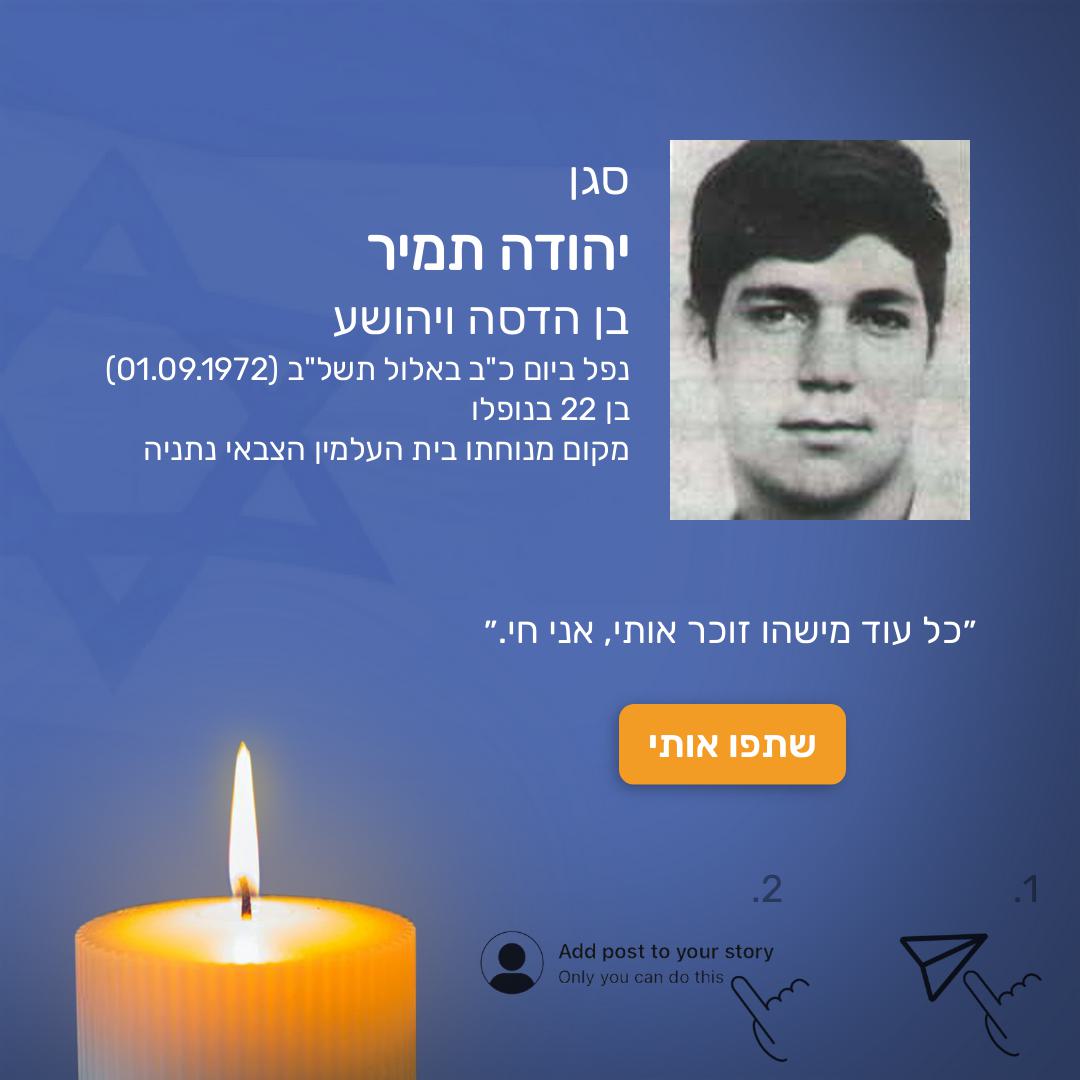 סגן
יהודה תמיר
בן הדסה ויהושע
נפל ביום כ"ב באלול תשל"ב (01.09.1972)
בן 22 בנופלו
מקום מנוחתו בית העלמין הצבאי נתניה
״כל עוד מישהו זוכר אותי, אני חי.״
שתפו אותי
.1
.2
Add post to your story
Only you can do this